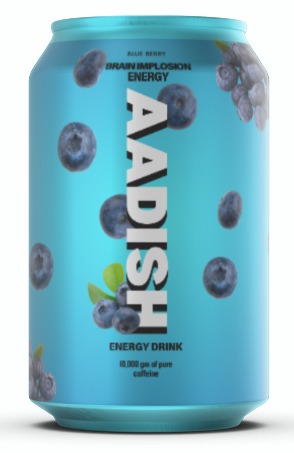 BLUE BERRY
BRAIN IMPLOSION
ENERGY
AADISH
ENERGY DRINK
10,000 gm of pure
caffeine